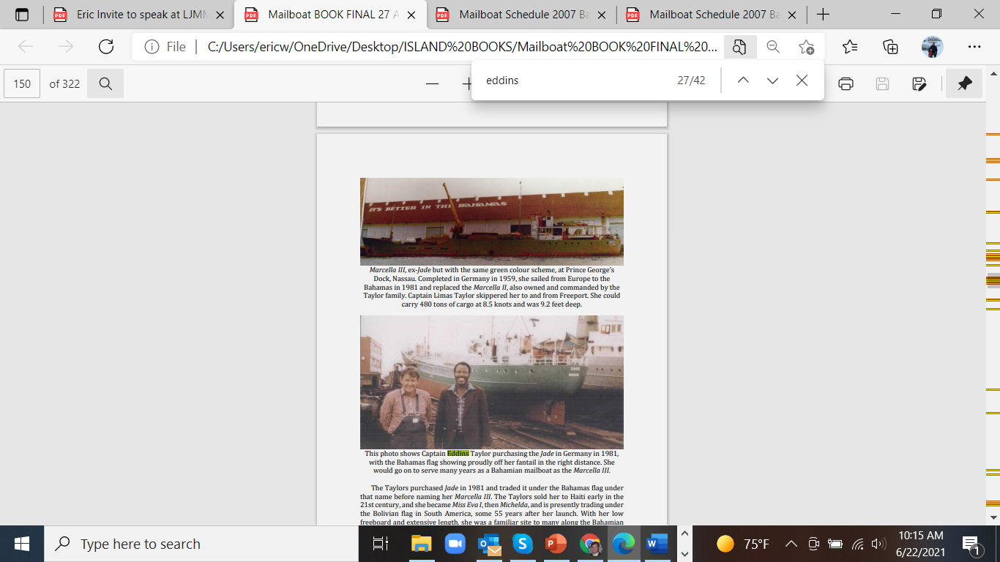 Eric Invite to speak at LJMM
Mailboat BOOK FINAL 27 A
Mailboat Schedule 2007 Ba
Mailboat Schedule 2007 Ba
File
C:/Users/ericw/OneDrive/Desktop/ISLAND%20BOOKS/Mailboat%20BOOK%20FINAL%20...
150 of 322
eddins 27/42
IT'S BETTER IN THE BAHAMAS
Marcella III, ex-Jade but with the same green colour scheme, at Prince George's
Dock, Nassau. Completed in Germany in 1959, she sailed from Europe to the
Bahamas in 1981 and replaced the Marcella II, also owned and commanded by the
Taylor family. Captain Limas Taylor skippered her to and from Freeport. She could
carry 480 tons of cargo at 8.5 knots and was 9.2 feet deep.
This photo shows Captain Eddins Taylor purchasing the Jade in Germany in 1981,
with the Bahamas flag showing proudly off her fantail in the right distance. She
would go on to serve many years as a Bahamian mailboat as the Marcella III.
The Taylors purchased Jade in 1981 and traded it under the Bahamas flag under
that name before naming her Marcella III. The Taylors sold her to Haiti early in the
21st century, and she became Miss Eva I, then Michelda, and is presently trading under
the Bolivian flag in South America, some 55 years after her launch. With her low
freeboard and extensive length, she was a familiar site to many along the Bahamian
Type here to search
75°F
10:15 AM
6/22/2021
1